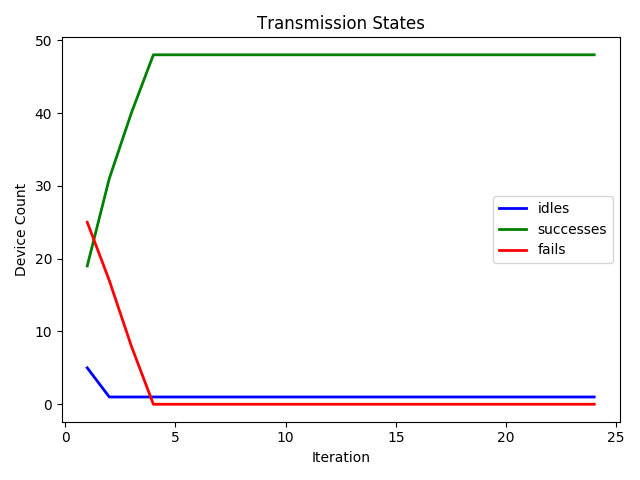 Transmission States
50
40
30
20
10
0
Device Count
idles
successes
fails
0 5 10 15 20 25
Iteration